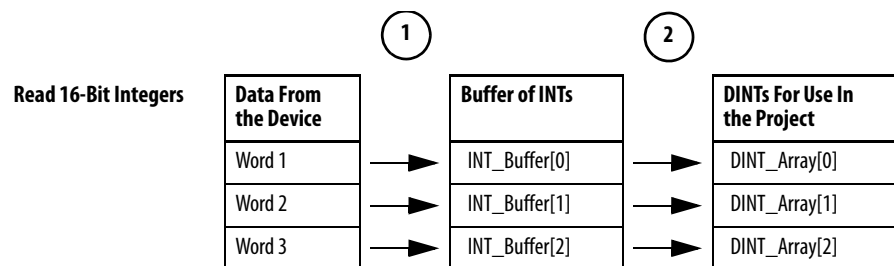 1 2
Read 16-Bit Integers
Data From
the Device
Buffer of INTs
DINTs For Use In
the Project
Word 1 INT_Buffer[0] DINT_Array[0]
Word 2 INT_Buffer[1] DINT_Array[1]
Word 3 INT_Buffer[2] DINT_Array[2]